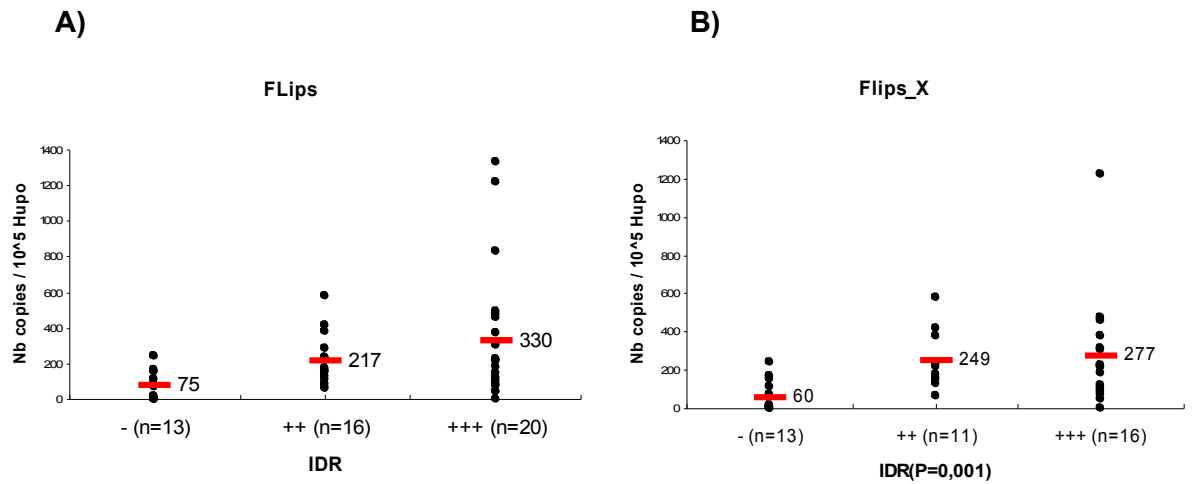 A)
FLips
Nb copies / 10^5 Hupo
1400
1200
1000
800
600
400
200
0
75
217
330
- (n=13)
++ (n=16)
+++ (n=20)
IDR
B)
Flips_X
Nb copies / 10^5 Hupo
1400
1200
1000
800
600
400
200
0
60
249
277
- (n=13)
++ (n=11)
+++ (n=16)
IDR(P=0,001)